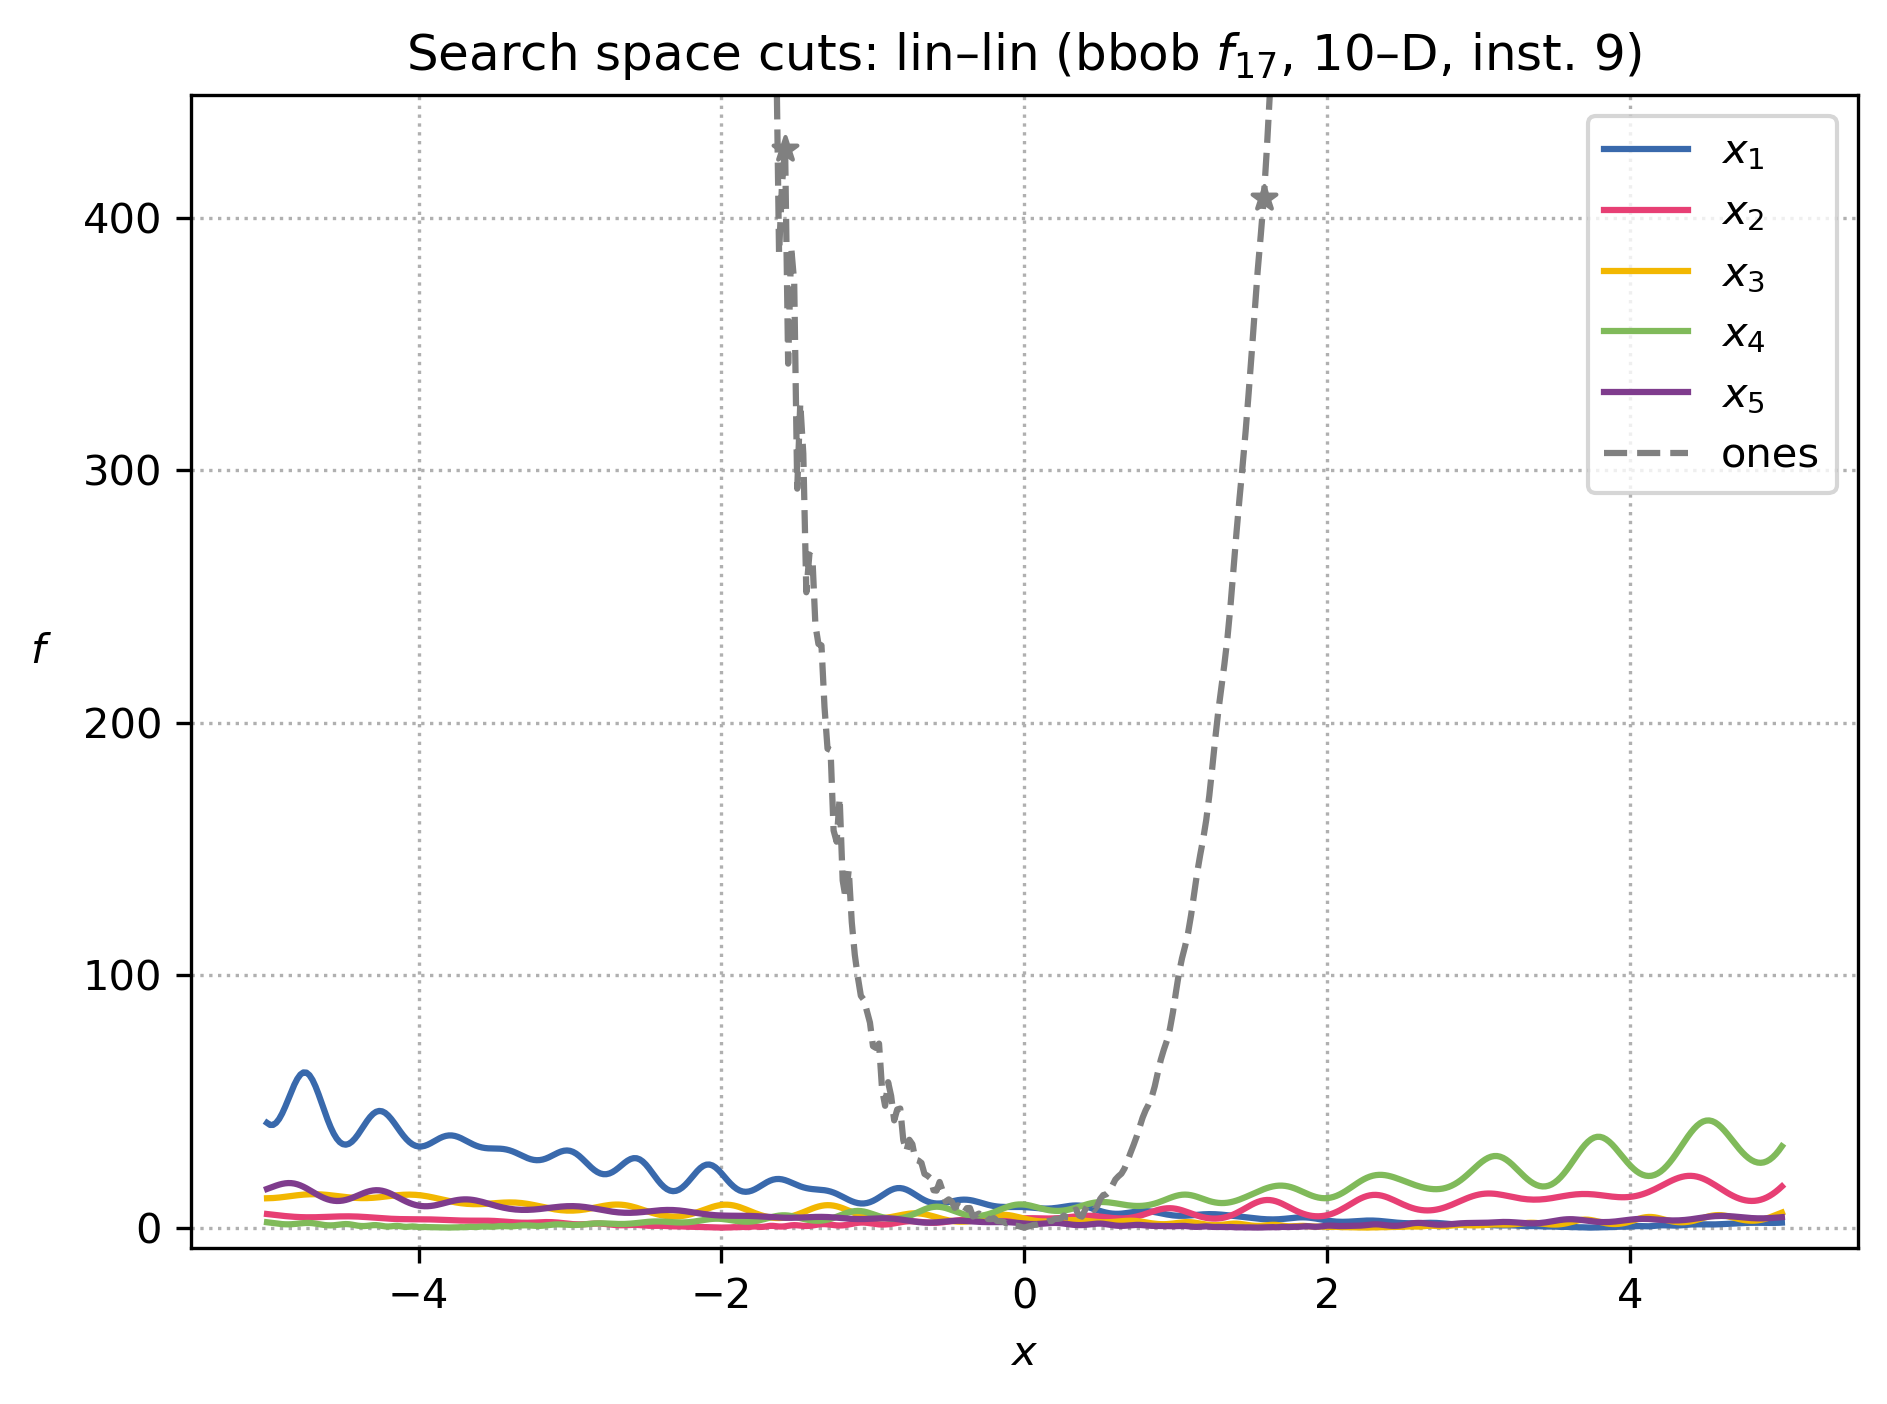 Search space cuts: lin–lin (bbob f₁₇, 10–D, inst. 9)
x₁
x₂
x₃
x₄
x₅
ones
400
300
200
100
0
f
−4 −2 0 2 4
x